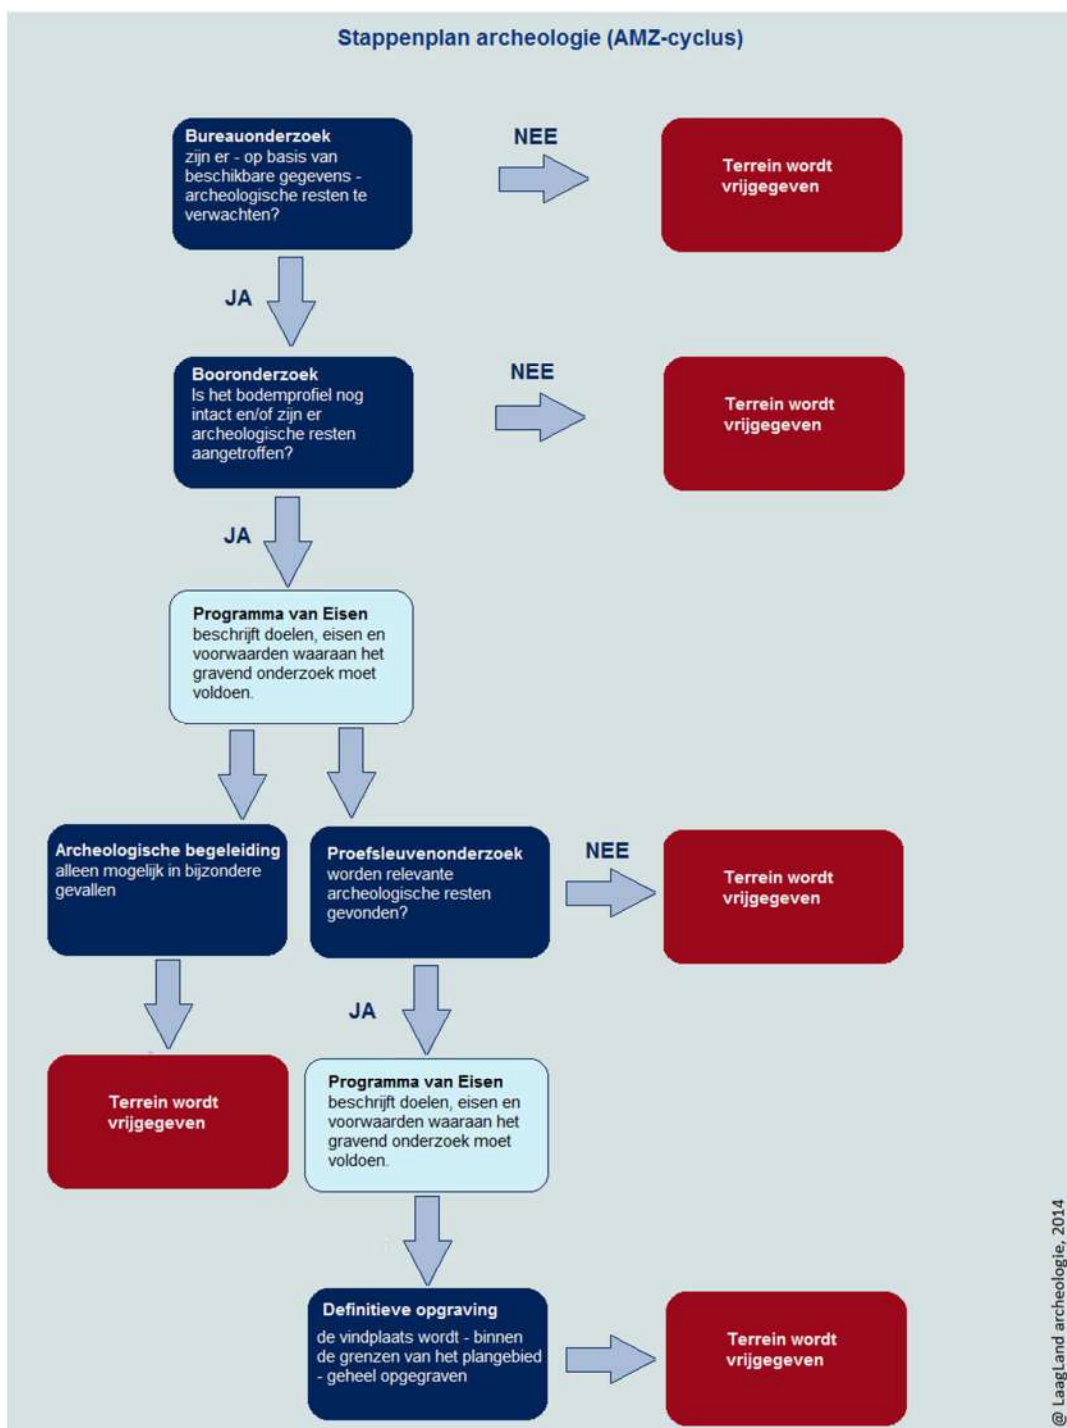 Stappenplan archeologie (AMZ-cyclus)
Bureauonderzoek
zijn er - op basis van
beschikbare gegevens -
archeologische resten te
verwachten?
NEE
Terrein wordt
vrijgegeven
JA
Booronderzoek
Is het bodemprofiel nog
intact en/of zijn er
archeologische resten
aangetroffen?
NEE
Terrein wordt
vrijgegeven
JA
Programma van Eisen
beschrijft doelen, eisen en
voorwaarden waaraan het
gravend onderzoek moet
voldoen.
Archeologische begeleiding
alleen mogelijk in bijzondere
gevallen
Proefsleuvenonderzoek
worden relevante
archeologische resten
gevonden?
NEE
Terrein wordt
vrijgegeven
JA
Terrein wordt
vrijgegeven
Programma van Eisen
beschrijft doelen, eisen en
voorwaarden waaraan het
gravend onderzoek moet
voldoen.
Definitieve opgraving
de vindplaats wordt - binnen
de grenzen van het plangebied
- geheel opgegraven
Terrein wordt
vrijgegeven
@ LaagLand archeologie, 2014